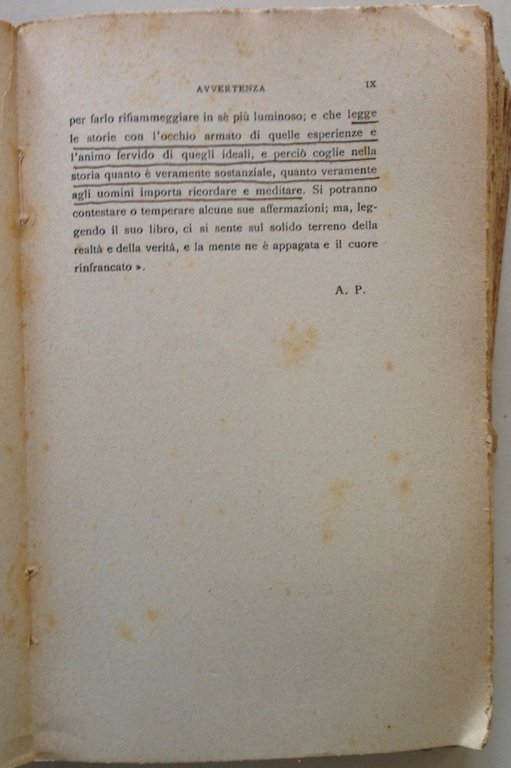 AVVERTENZA IX
per farlo rifiammeggiare in sè più luminoso; e che legge
le storie con l'occhio armato di quelle esperienze e
l'animo fervido di quegli ideali, e perciò coglie nella
storia quanto è veramente sostanziale, quanto veramente
agli uomini importa ricordare e meditare. Si potranno
contestare o temperare alcune sue affermazioni; ma, leg-
gendo il suo libro, ci si sente sul solido terreno della
realtà e della verità, e la mente ne è appagata e il cuore
rinfrancato ».
A. P.